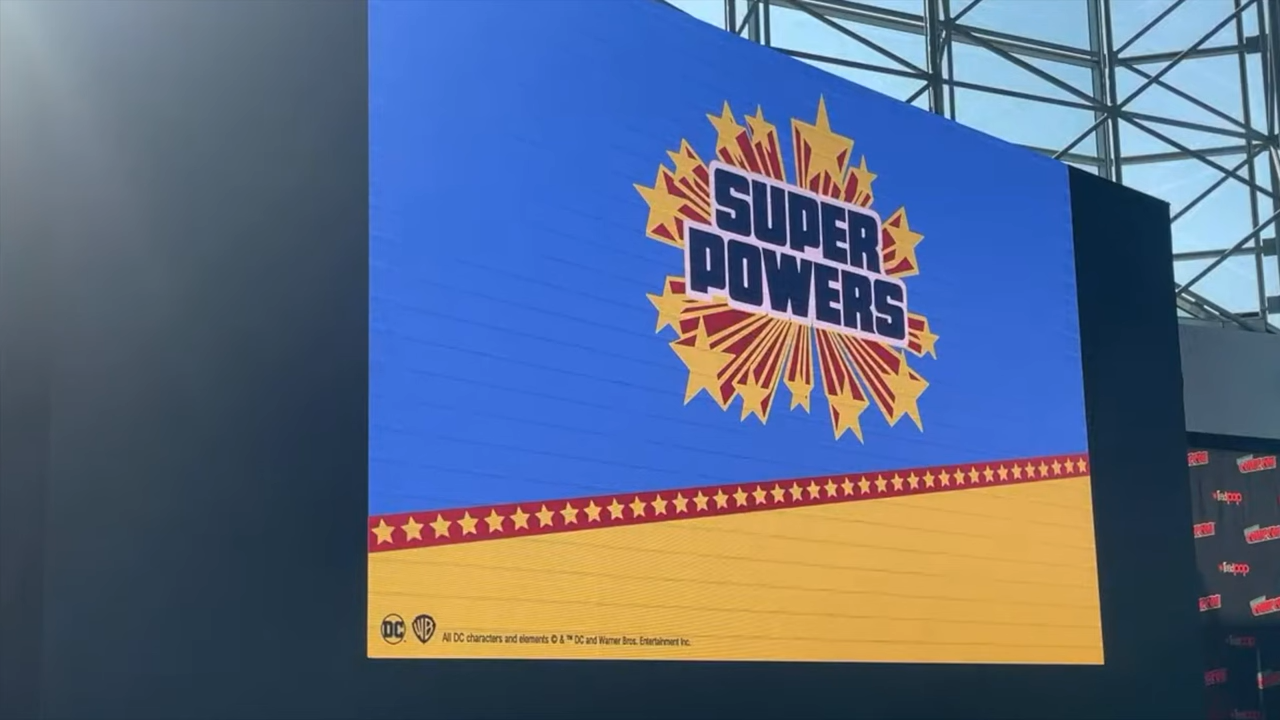 SUPER
POWERS
DC
WB
All DC characters and elements © & ™ DC and Warner Bros. Entertainment Inc.